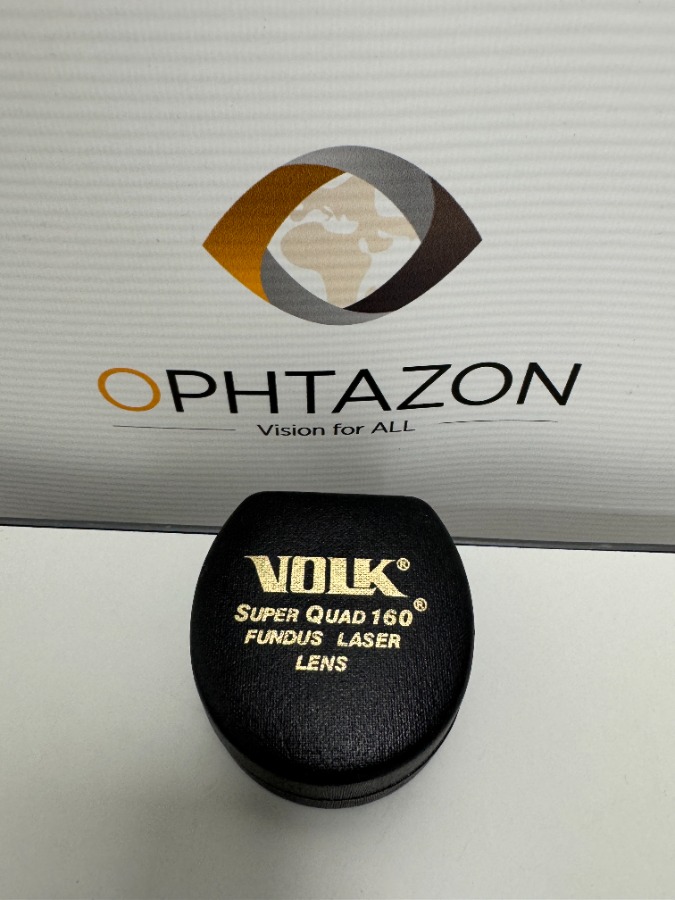 OPHTAZON
Vision for ALL
VOLK®
SUPER QUAD 160®
FUNDUS LASER
LENS